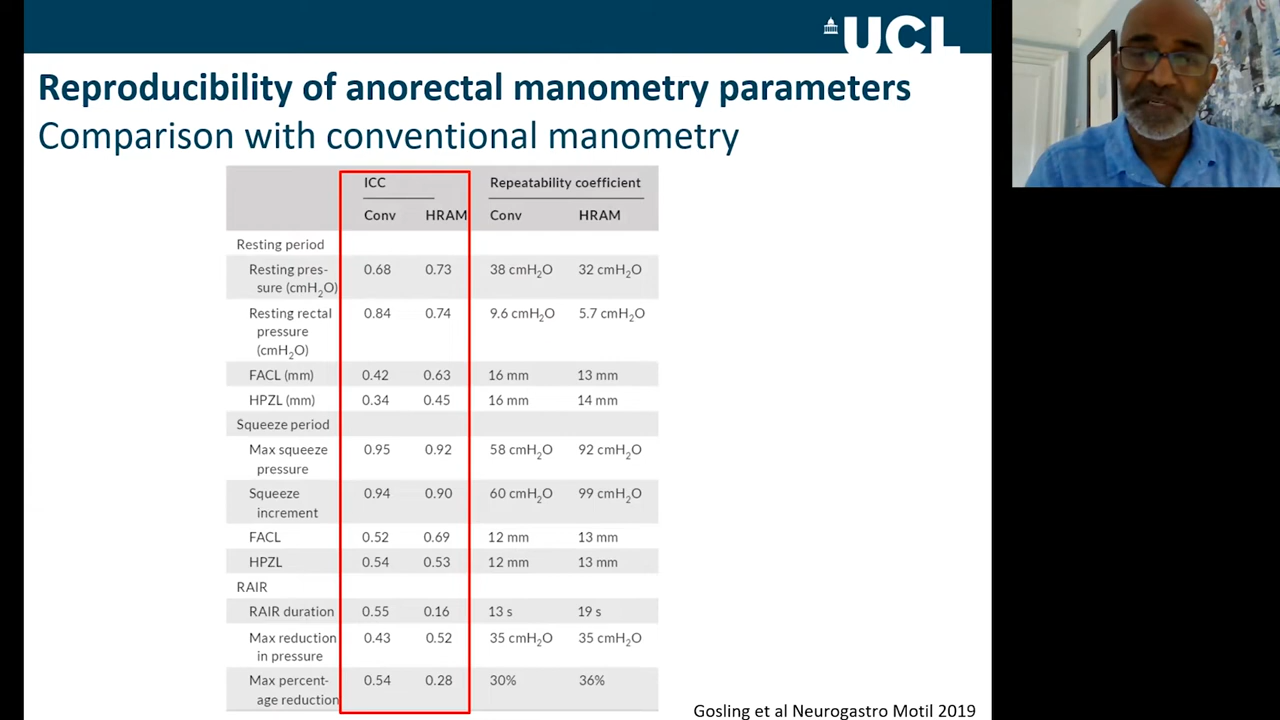 UCL
Reproducibility of anorectal manometry parameters
Comparison with conventional manometry
ICC Repeatability coefficient
Conv HRAM Conv HRAM
Resting period
Resting pres- 0.68 0.73 38 cmH2O 32 cmH2O
sure (cmH2O)
Resting rectal 0.84 0.74 9.6 cmH2O 5.7 cmH2O
pressure
(cmH2O)
FACL (mm) 0.42 0.63 16 mm 13 mm
HPZL (mm) 0.34 0.45 16 mm 14 mm
Squeeze period
Max squeeze 0.95 0.92 58 cmH2O 92 cmH2O
pressure
Squeeze 0.94 0.90 60 cmH2O 99 cmH2O
increment
FACL 0.52 0.69 12 mm 13 mm
HPZL 0.54 0.53 12 mm 13 mm
RAIR
RAIR duration 0.55 0.16 13 s 19 s
Max reduction 0.43 0.52 35 cmH2O 35 cmH2O
in pressure
Max percent- 0.54 0.28 30% 36%
age reduction
Gosling et al Neurogastro Motil 2019